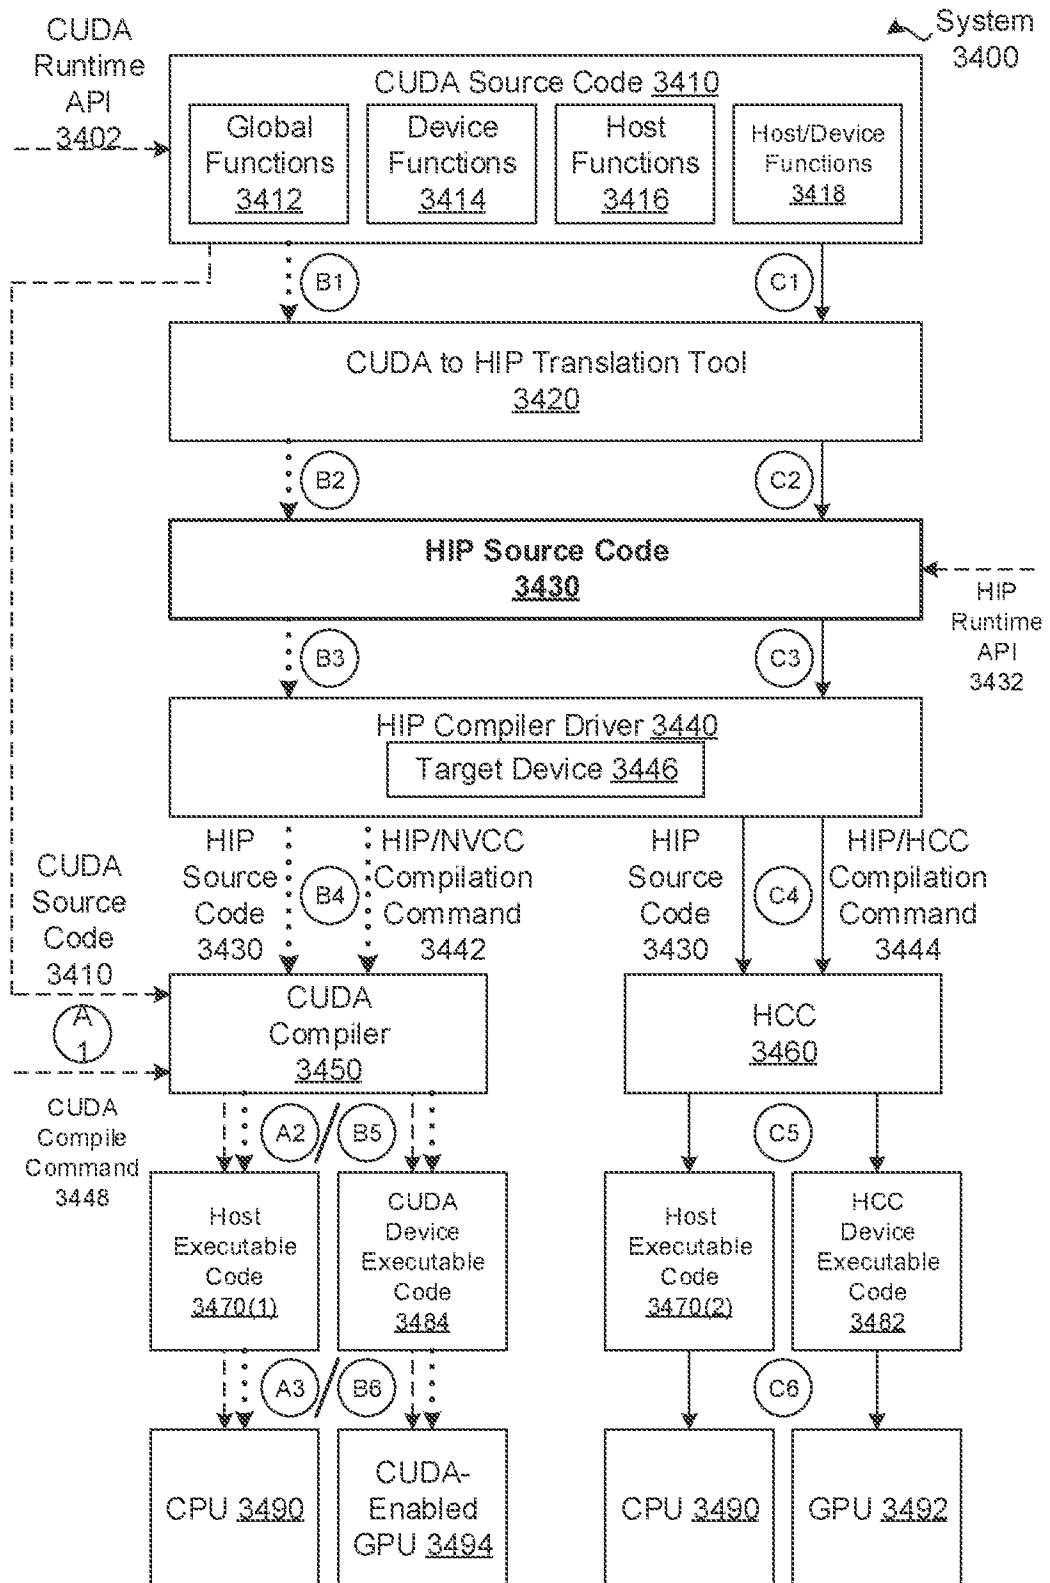 CUDA
Runtime
API
3402
System
3400
CUDA Source Code 3410
Global
Functions
3412
Device
Functions
3414
Host
Functions
3416
Host/Device
Functions
3418
B1
C1
CUDA to HIP Translation Tool
3420
B2
C2
HIP Source Code
3430
HIP
Runtime
API
3432
B3
C3
HIP Compiler Driver 3440
Target Device 3446
CUDA
Source
Code
3410
HIP
Source
Code
3430
B4
HIP/NVCC
Compilation
Command
3442
HIP
Source
Code
3430
C4
HIP/HCC
Compilation
Command
3444
A
1
CUDA
Compiler
3450
HCC
3460
CUDA
Compile
Command
3448
A2 / B5
C5
Host
Executable
Code
3470(1)
CUDA
Device
Executable
Code
3484
Host
Executable
Code
3470(2)
HCC
Device
Executable
Code
3482
A3 / B6
C6
CPU 3490
CUDA-
Enabled
GPU 3494
CPU 3490
GPU 3492